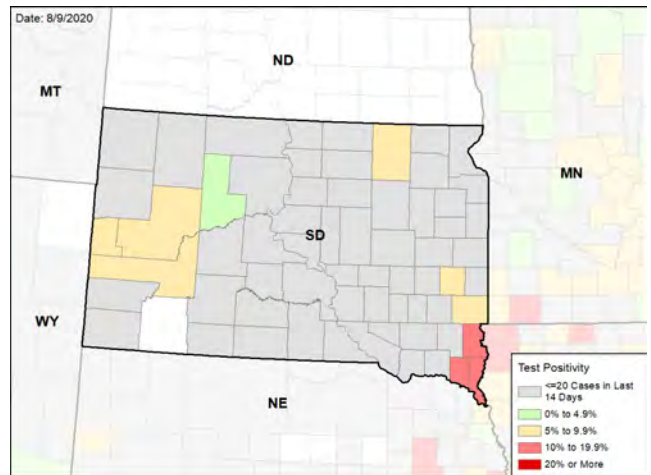 Date: 8/9/2020
ND
MT
MN
SD
WY
NE
Test Positivity
<=20 Cases in Last
14 Days
0% to 4.9%
5% to 9.9%
10% to 19.9%
20% or More